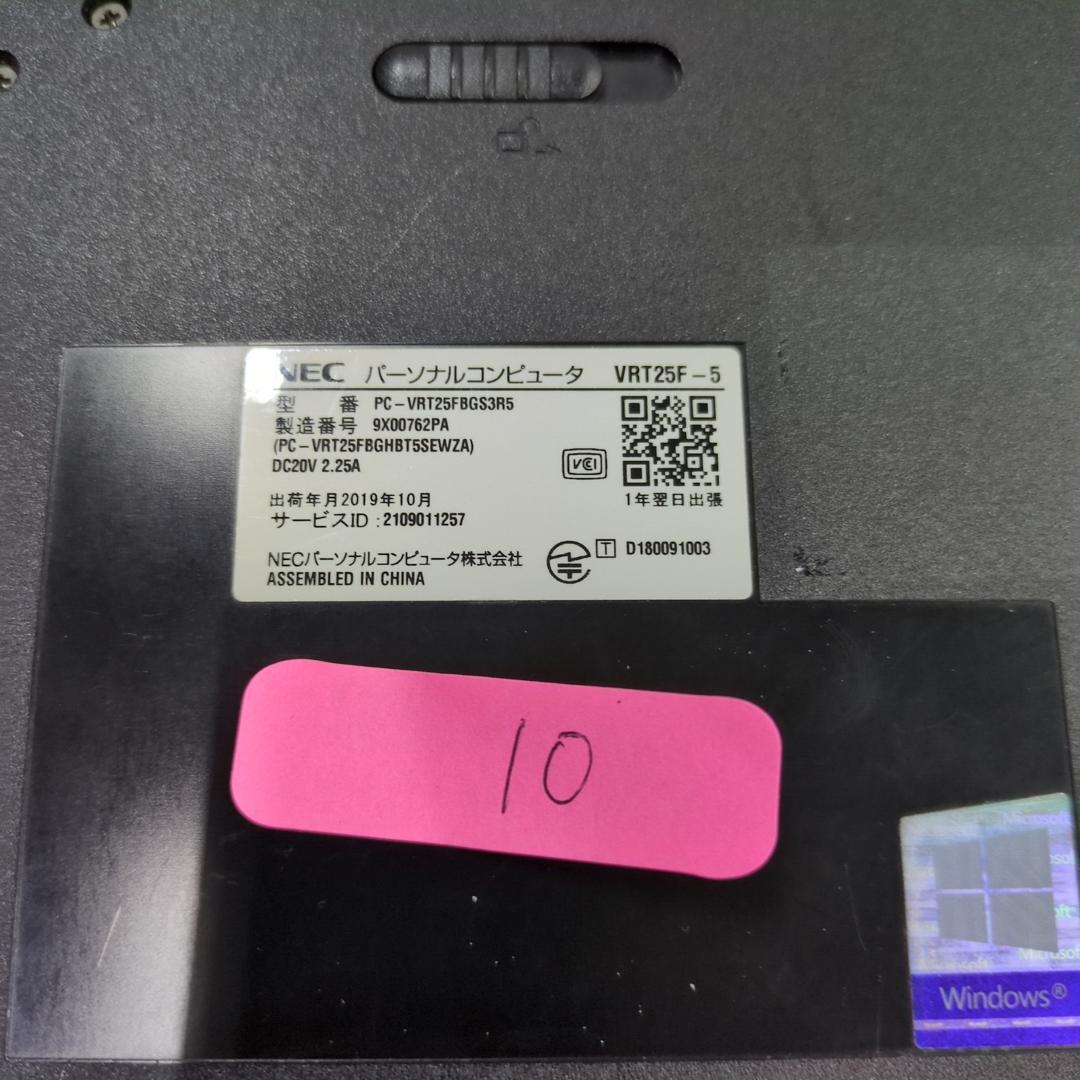 NEC パーソナルコンピュータ VRT25F-5
型 番 PC-VRT25FBGS3R5
製造番号 9X00762PA
(PC-VRT25FBGHBT5SEWZA)
DC20V 2.25A
VCI
出荷年月2019年10月
1年翌日出張
サービスID:2109011257
NECパーソナルコンピュータ株式会社
T D180091003
ASSEMBLED IN CHINA
10
Microsoft
Windows®